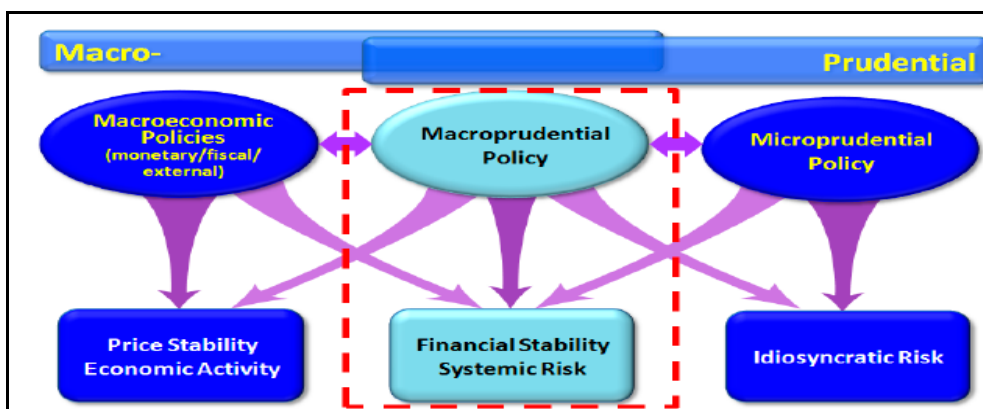 Macro-
Prudential
Macroeconomic
Policies
(monetary/fiscal/
external)
Macroprudential
Policy
Microprudential
Policy
Price Stability
Economic Activity
Financial Stability
Systemic Risk
Idiosyncratic Risk